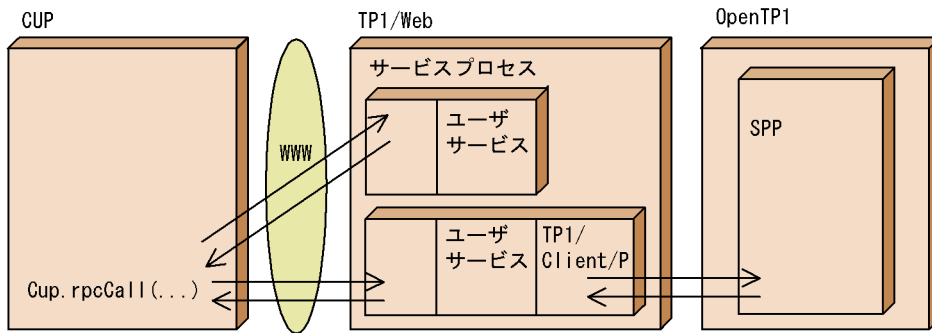 CUP
TP1/Web
OpenTP1
サービスプロセス
ユーザ
サービス
SPP
WWW
ユーザ
サービス
TP1/
Client/P
Cup.rpcCall(...)